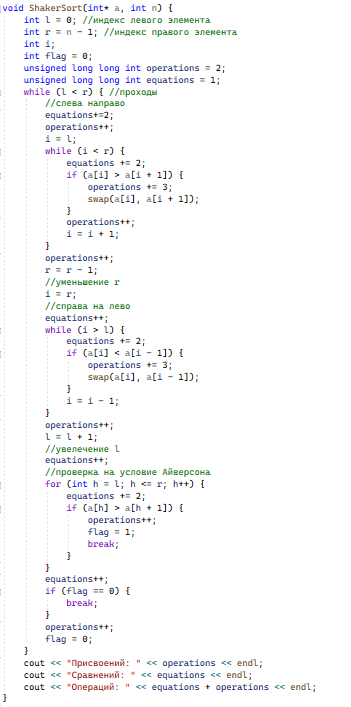 void ShakerSort(int* a, int n) {
int l = 0; //индекс левого элемента
int r = n - 1; //индекс правого элемента
int i;
int flag = 0;
unsigned long long int operations = 2;
unsigned long long int equations = 1;
while (l < r) { //проходы
//слева направо
equations+=2;
operations++;
i = l;
while (i < r) {
equations += 2;
if (a[i] > a[i + 1]) {
operations += 3;
swap(a[i], a[i + 1]);
}
operations++;
i = i + 1;
}
operations++;
r = r - 1;
//уменьшение r
i = r;
//справа на лево
equations++;
while (i > l) {
equations += 2;
if (a[i] < a[i - 1]) {
operations += 3;
swap(a[i], a[i - 1]);
}
i = i - 1;
}
operations++;
l = l + 1;
//увелечение l
equations++;
//проверка на условие Айверсона
for (int h = l; h <= r; h++) {
equations += 2;
if (a[h] > a[h + 1]) {
operations++;
flag = 1;
break;
}
}
equations++;
if (flag == 0) {
break;
}
operations++;
flag = 0;
}
cout << "Присвоений: " << operations << endl;
cout << "Сравнений: " << equations << endl;
cout << "Операций: " << equations + operations << endl;
}